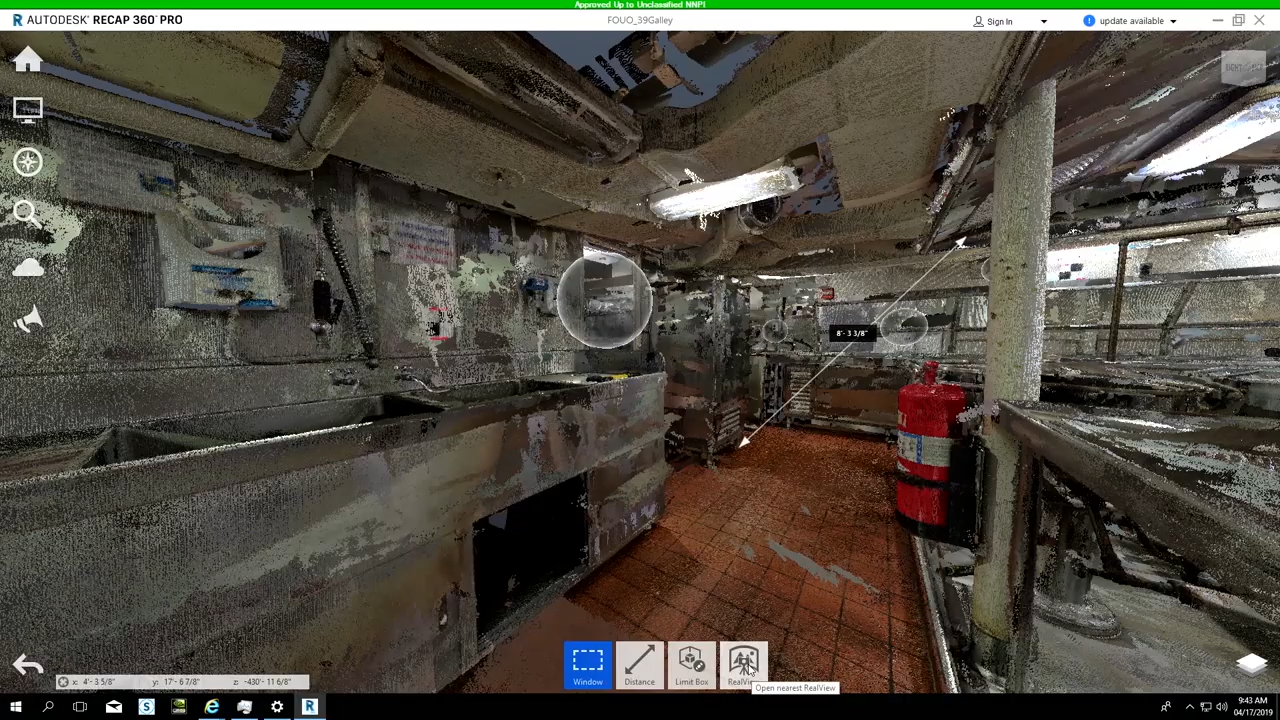 Approved Up to Unclassified NNPI
R AUTODESK® RECAP 360™ PRO
FOUO_39Galley
Sign In
! update available
8'- 3 3/8"
Window
Distance
Limit Box
RealView
Open nearest RealView
x: 4'- 3 5/8" y: 17'- 6 7/8" z: -430'- 11 6/8"
9:43 AM
04/17/2019